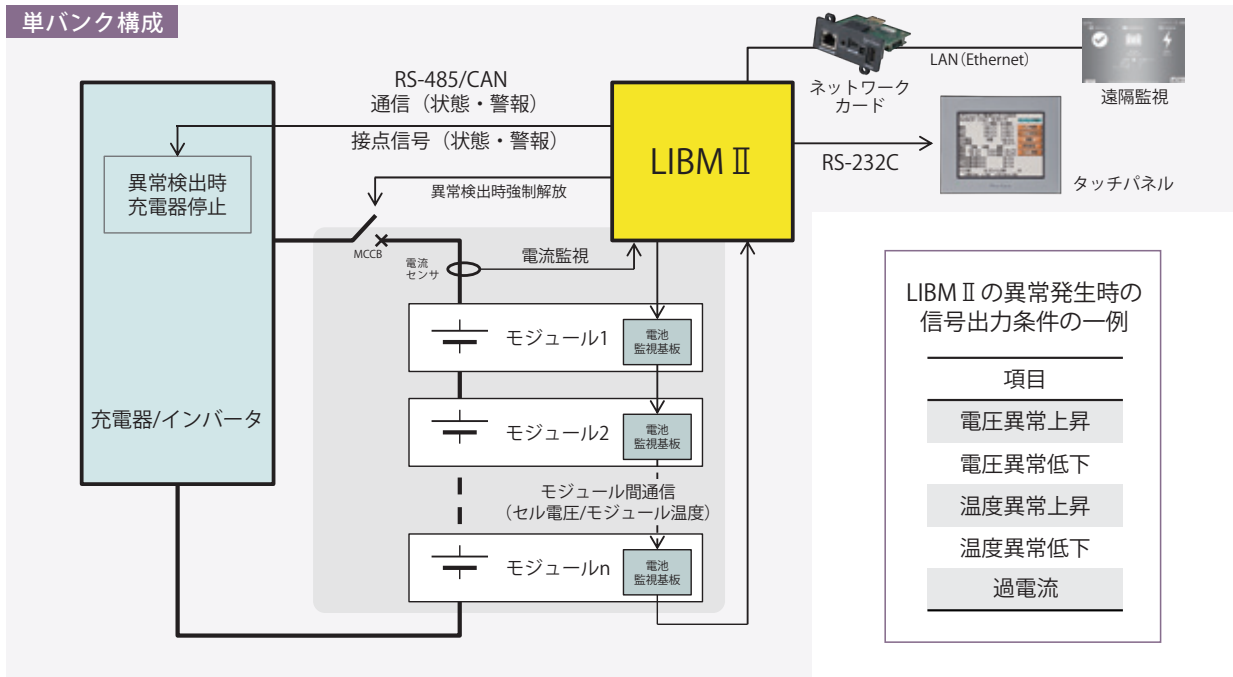 単バンク構成
RS-485/CAN
通信（状態・警報）
接点信号（状態・警報）
異常検出時
充電器停止
異常検出時強制解放
LIBMⅡ
ネットワーク
カード
LAN（Ethernet）
遠隔監視
RS-232C
タッチパネル
MCCB
電流
センサ
電流監視
充電器/インバータ
モジュール1
電池
監視基板
モジュール2
電池
監視基板
モジュール間通信
（セル電圧/モジュール温度）
モジュールn
電池
監視基板
LIBMⅡの異常発生時の
信号出力条件の一例
項目
電圧異常上昇
電圧異常低下
温度異常上昇
温度異常低下
過電流